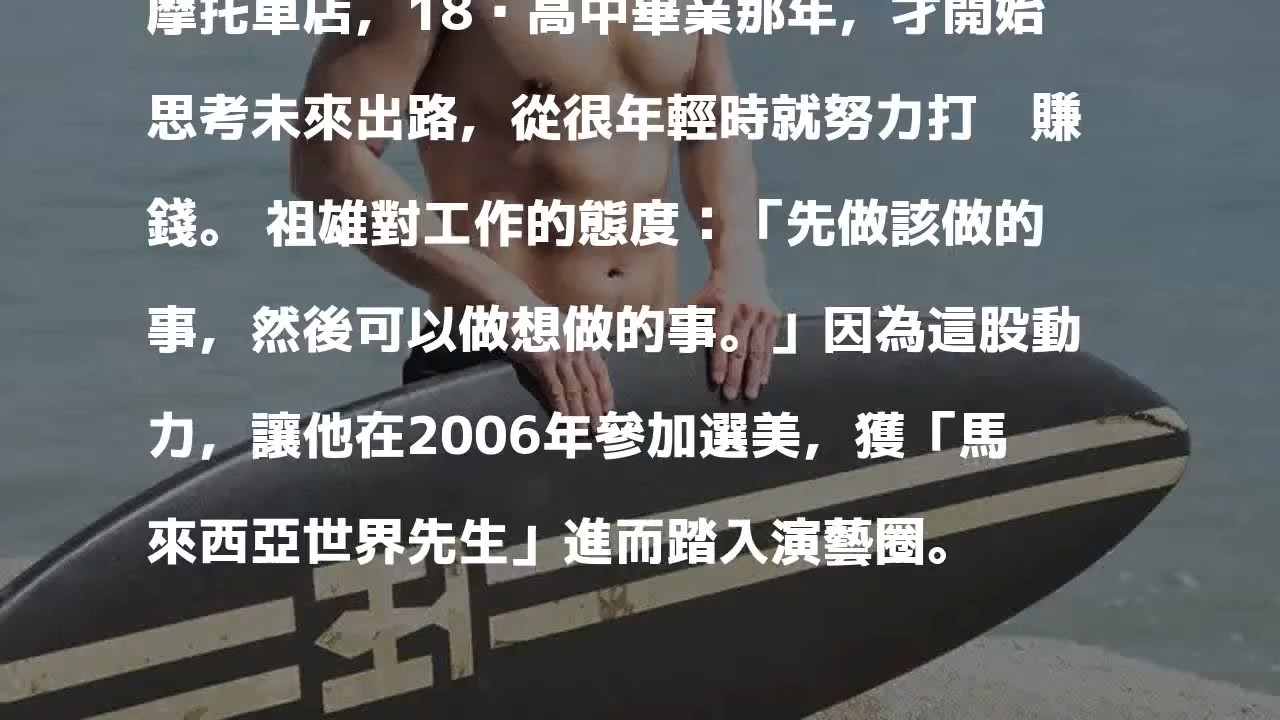 摩托車店，18·高中畢業那年，才開始
思考未來出路，從很年輕時就努力打　賺
錢。 祖雄對工作的態度：「先做該做的
事，然後可以做想做的事。」因為這股動
力，讓他在2006年參加選美，獲「馬
來西亞世界先生」進而踏入演藝圈。